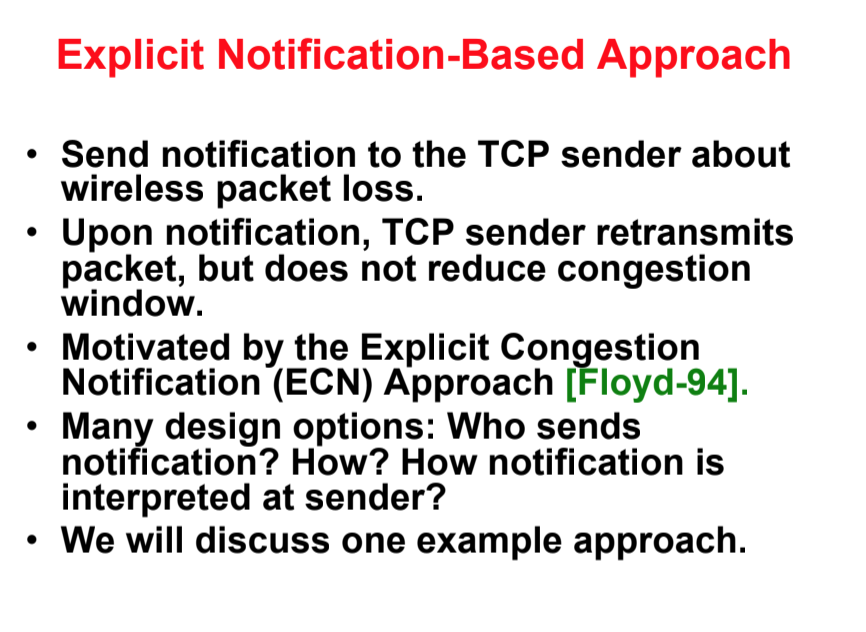 Explicit Notification-Based Approach
• Send notification to the TCP sender about
wireless packet loss.
• Upon notification, TCP sender retransmits
packet, but does not reduce congestion
window.
• Motivated by the Explicit Congestion
Notification (ECN) Approach [Floyd-94].
• Many design options: Who sends
notification? How? How notification is
interpreted at sender?
• We will discuss one example approach.